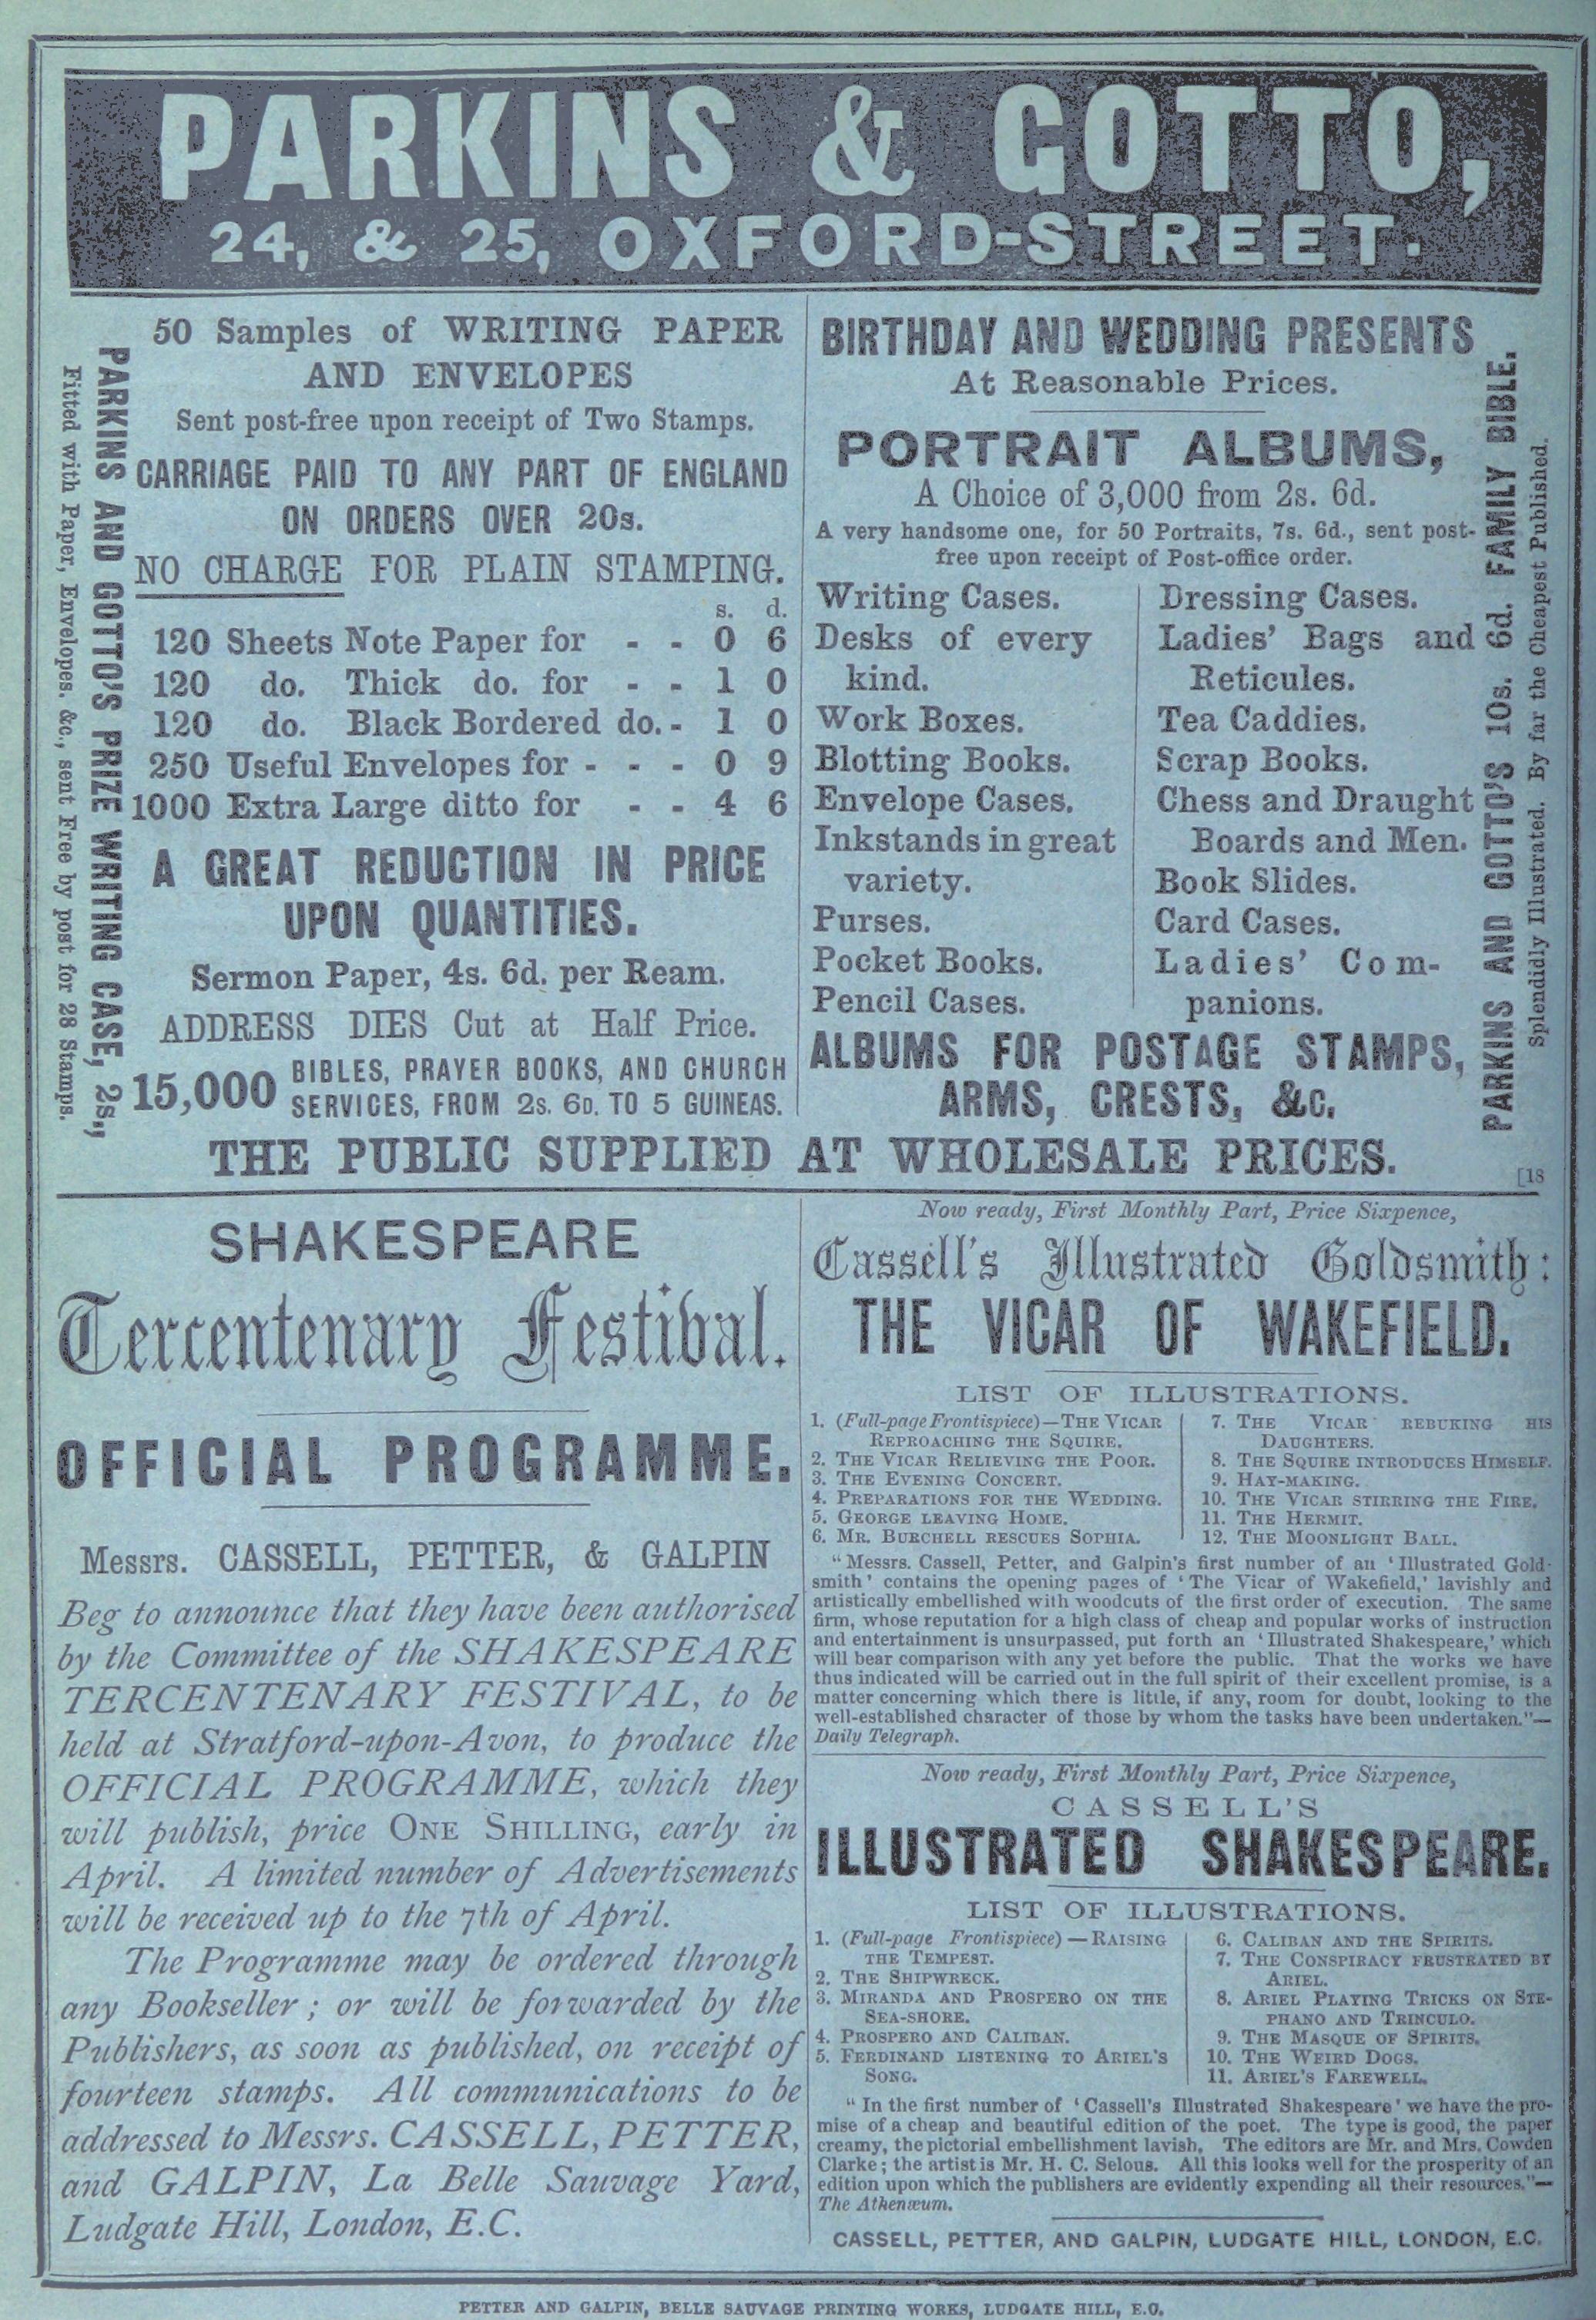 PARKINS & GOTTO,
24, & 25, OXFORD-STREET.
PARKINS AND GOTTO'S PRIZE WRITING CASE, 2s.,
Fitted with Paper, Envelopes. &c., sent Free by post for 28 Stamps.
50 Samples of WRITING PAPER
AND ENVELOPES
Sent post-free upon receipt of Two Stamps.
CARRIAGE PAID TO ANY PART OF ENGLAND
ON ORDERS OVER 20s.
NO CHARGE FOR PLAIN STAMPING.
s. d.
120 Sheets Note Paper for - - 0 6
120 do. Thick do. for - - 1 0
120 do. Black Bordered do. - 1 0
250 Useful Envelopes for - - - 0 9
1000 Extra Large ditto for - - 4 6
A GREAT REDUCTION IN PRICE
UPON QUANTITIES.
Sermon Paper, 4s. 6d. per Ream.
ADDRESS DIES Cut at Half Price.
15,000 BIBLES, PRAYER BOOKS, AND CHURCH
SERVICES, FROM 2s. 6D. TO 5 GUINEAS.
BIRTHDAY AND WEDDING PRESENTS
At Reasonable Prices.
PORTRAIT ALBUMS,
A Choice of 3,000 from 2s. 6d.
A very handsome one, for 50 Portraits, 7s. 6d., sent post-
free upon receipt of Post-office order.
Writing Cases.
Desks of every
kind.
Work Boxes.
Blotting Books.
Envelope Cases.
Inkstands in great
variety.
Purses.
Pocket Books.
Pencil Cases.
Dressing Cases.
Ladies' Bags and
Reticules.
Tea Caddies.
Scrap Books.
Chess and Draught
Boards and Men.
Book Slides.
Card Cases.
Ladies' Com-
panions.
ALBUMS FOR POSTAGE STAMPS,
ARMS, CRESTS, &c.
PARKINS AND GOTTO'S 10s. 6d. FAMILY BIBLE.
Splendidly Illustrated. By far the Cheapest Published.
THE PUBLIC SUPPLIED AT WHOLESALE PRICES.
[18
SHAKESPEARE
Tercentenary Festival.
OFFICIAL PROGRAMME.
Messrs. CASSELL, PETTER, & GALPIN
Beg to announce that they have been authorised
by the Committee of the SHAKESPEARE
TERCENTENARY FESTIVAL, to be
held at Stratford-upon-Avon, to produce the
OFFICIAL PROGRAMME, which they
will publish, price ONE SHILLING, early in
April. A limited number of Advertisements
will be received up to the 7th of April.
The Programme may be ordered through
any Bookseller; or will be forwarded by the
Publishers, as soon as published, on receipt of
fourteen stamps. All communications to be
addressed to Messrs. CASSELL, PETTER,
and GALPIN, La Belle Sauvage Yard,
Ludgate Hill, London, E.C.
Now ready, First Monthly Part, Price Sixpence,
Cassell's Illustrated Goldsmith:
THE VICAR OF WAKEFIELD.
LIST OF ILLUSTRATIONS.
1. (Full-page Frontispiece)—THE VICAR
REPROACHING THE SQUIRE.
2. THE VICAR RELIEVING THE POOR.
3. THE EVENING CONCERT.
4. PREPARATIONS FOR THE WEDDING.
5. GEORGE LEAVING HOME.
6. MR. BURCHELL RESCUES SOPHIA.
7. THE VICAR REBUKING HIS
DAUGHTERS.
8. THE SQUIRE INTRODUCES HIMSELF.
9. HAY-MAKING.
10. THE VICAR STIRRING THE FIRE.
11. THE HERMIT.
12. THE MOONLIGHT BALL.
"Messrs. Cassell, Petter, and Galpin's first number of an 'Illustrated Gold-
smith' contains the opening pages of 'The Vicar of Wakefield,' lavishly and
artistically embellished with woodcuts of the first order of execution. The same
firm, whose reputation for a high class of cheap and popular works of instruction
and entertainment is unsurpassed, put forth an 'Illustrated Shakespeare,' which
will bear comparison with any yet before the public. That the works we have
thus indicated will be carried out in the full spirit of their excellent promise, is a
matter concerning which there is little, if any, room for doubt, looking to the
well-established character of those by whom the tasks have been undertaken."—
Daily Telegraph.
Now ready, First Monthly Part, Price Sixpence,
CASSELL'S
ILLUSTRATED SHAKESPEARE.
LIST OF ILLUSTRATIONS.
1. (Full-page Frontispiece)—RAISING
THE TEMPEST.
2. THE SHIPWRECK.
3. MIRANDA AND PROSPERO ON THE
SEA-SHORE.
4. PROSPERO AND CALIBAN.
5. FERDINAND LISTENING TO ARIEL'S
SONG.
6. CALIBAN AND THE SPIRITS.
7. THE CONSPIRACY FRUSTRATED BY
ARIEL.
8. ARIEL PLAYING TRICKS ON STE-
PHANO AND TRINCULO.
9. THE MASQUE OF SPIRITS.
10. THE WEIRD DOGS.
11. ARIEL'S FAREWELL.
"In the first number of 'Cassell's Illustrated Shakespeare' we have the pro-
mise of a cheap and beautiful edition of the poet. The type is good, the paper
creamy, the pictorial embellishment lavish. The editors are Mr. and Mrs. Cowden
Clarke; the artist is Mr. H. C. Selous. All this looks well for the prosperity of an
edition upon which the publishers are evidently expending all their resources."—
The Athenæum.
CASSELL, PETTER, AND GALPIN, LUDGATE HILL, LONDON, E.C.
PETTER AND GALPIN, BELLE SAUVAGE PRINTING WORKS, LUDGATE HILL, E.C.